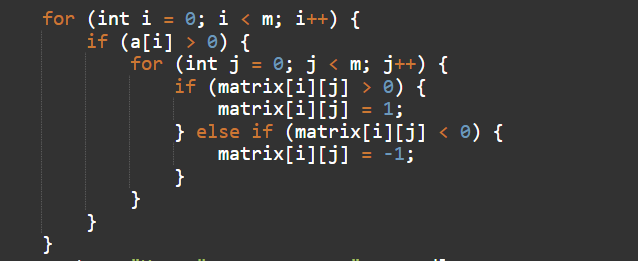 for (int i = 0; i < m; i++) {
if (a[i] > 0) {
for (int j = 0; j < m; j++) {
if (matrix[i][j] > 0) {
matrix[i][j] = 1;
} else if (matrix[i][j] < 0) {
matrix[i][j] = -1;
}
}
}
}